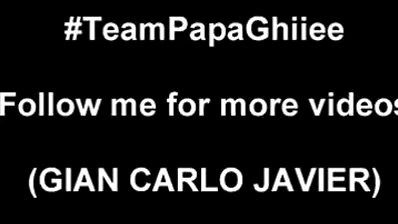 #TeamPapaGhiiee
Follow me for more videos
(GIAN CARLO JAVIER)